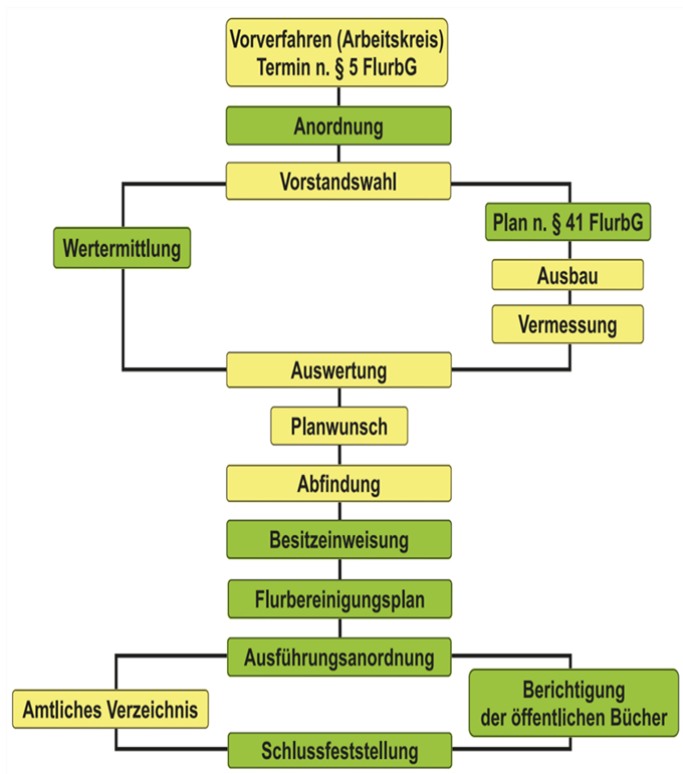 Vorverfahren (Arbeitskreis)
Termin n. § 5 FlurbG
Anordnung
Vorstandswahl
Wertermittlung
Plan n. § 41 FlurbG
Ausbau
Vermessung
Auswertung
Planwunsch
Abfindung
Besitzeinweisung
Flurbereinigungsplan
Ausführungsanordnung
Amtliches Verzeichnis
Berichtigung
der öffentlichen Bücher
Schlussfeststellung